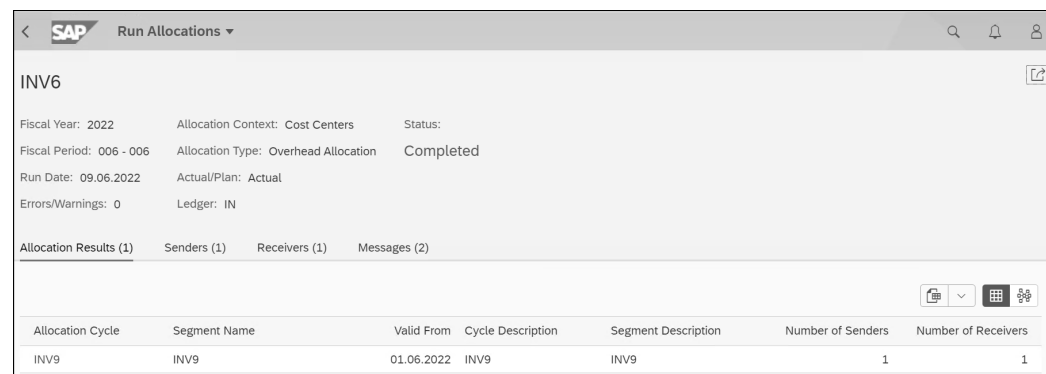 SAP Run Allocations
INV6
Fiscal Year: 2022 Allocation Context: Cost Centers Status:
Fiscal Period: 006 - 006 Allocation Type: Overhead Allocation Completed
Run Date: 09.06.2022 Actual/Plan: Actual
Errors/Warnings: 0 Ledger: IN
Allocation Results (1) Senders (1) Receivers (1) Messages (2)
Allocation Cycle Segment Name Valid From Cycle Description Segment Description Number of Senders Number of Receivers
INV9 INV9 01.06.2022 INV9 INV9 1 1